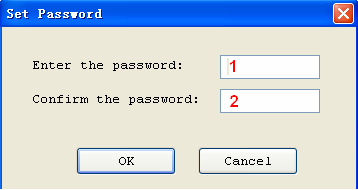 Set Password
Enter the password: 1
Confirm the password: 2
OK Cancel